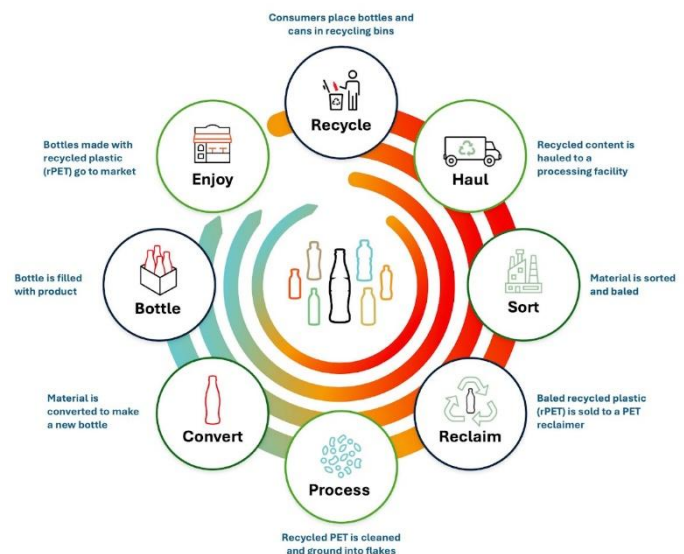 Consumers place bottles and
cans in recycling bins
Recycle
Haul
Recycled content is
hauled to a
processing facility
Sort
Material is sorted
and baled
Reclaim
Baled recycled plastic
(rPET) is sold to a PET
reclaimer
Process
Recycled PET is cleaned
and ground into flakes
Convert
Material is
converted to make
a new bottle
Bottle
Bottle is filled
with product
Enjoy
Bottles made with
recycled plastic
(rPET) go to market